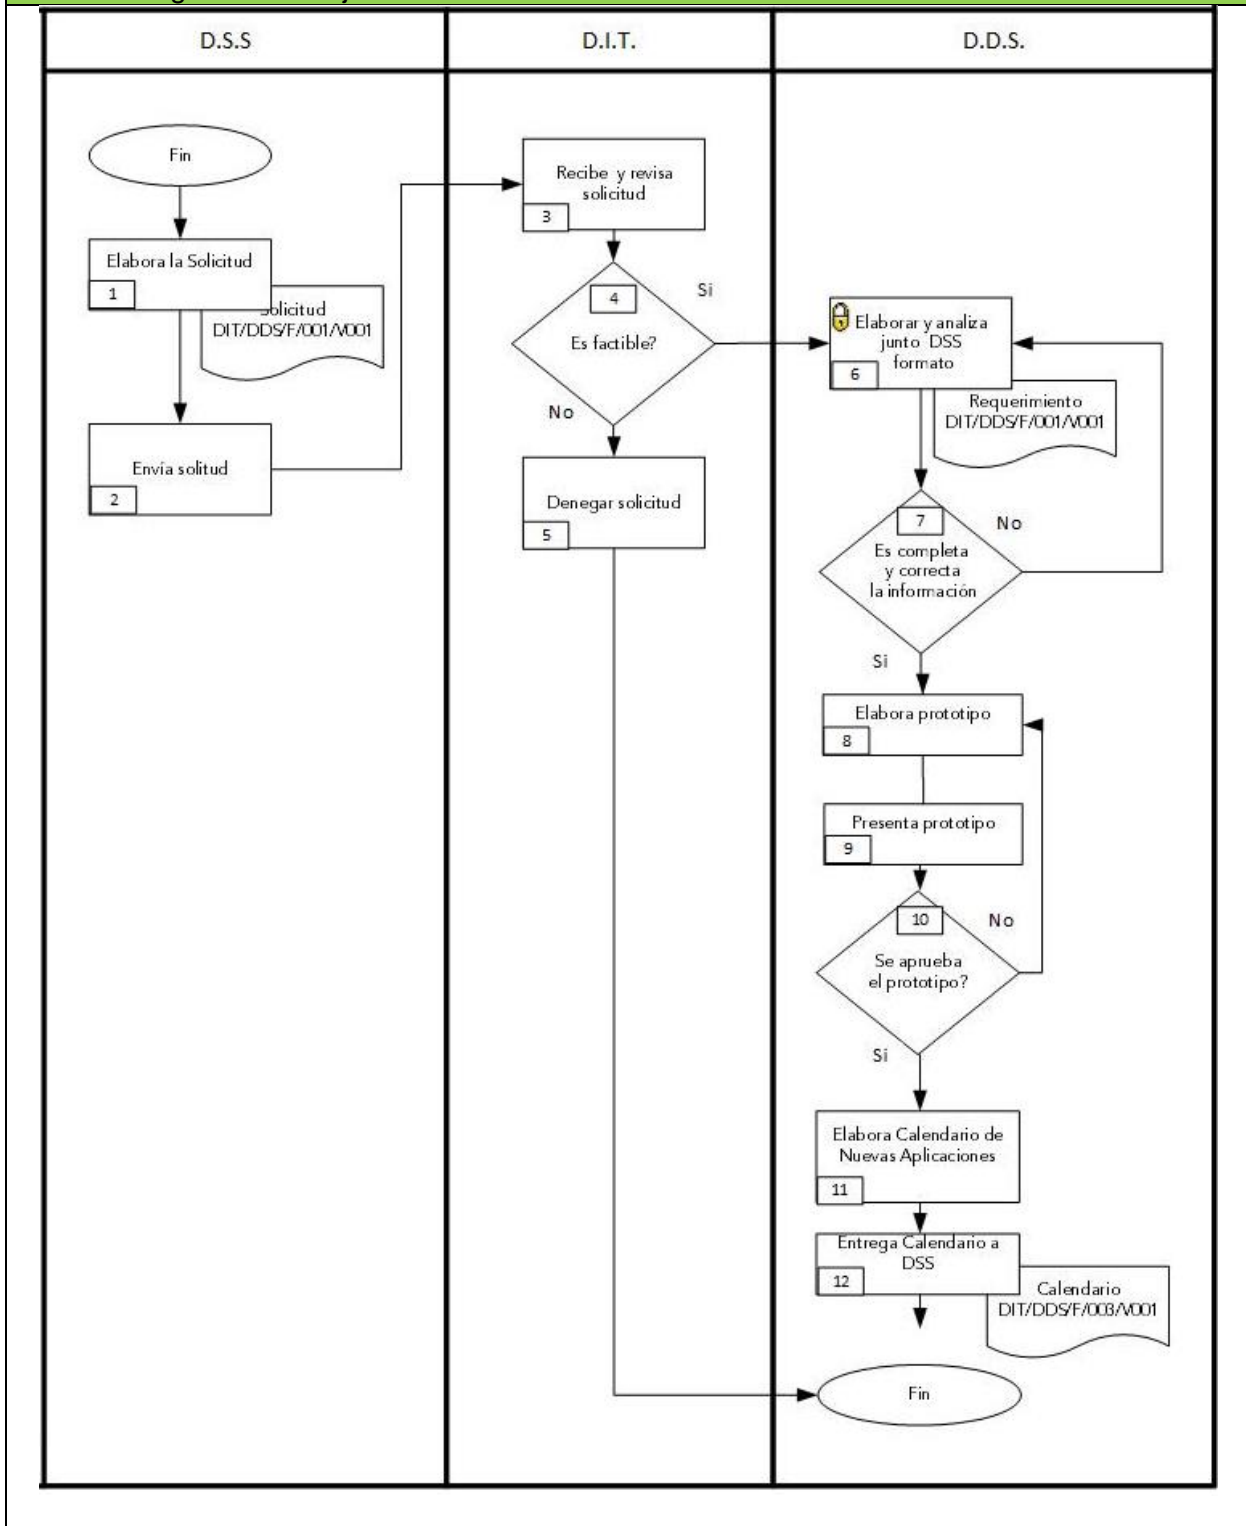 D.S.S
D.I.T.
D.D.S.
Fin
Elabora la Solicitud
1
Solicitud
DIT/DDS/F/001/V001
Envía solitud
2
Recibe y revisa
solicitud
3
4
Es factible?
Si
No
Denegar solicitud
5
Elaborar y analiza
junto DSS
formato
6
Requerimiento
DIT/DDS/F/001/V001
7
Es completa
y correcta
la información
No
Si
Elabora prototipo
8
Presenta prototipo
9
10
Se aprueba
el prototipo?
No
Si
Elabora Calendario de
Nuevas Aplicaciones
11
Entrega Calendario a
DSS
12
Calendario
DIT/DDS/F/003/V001
Fin